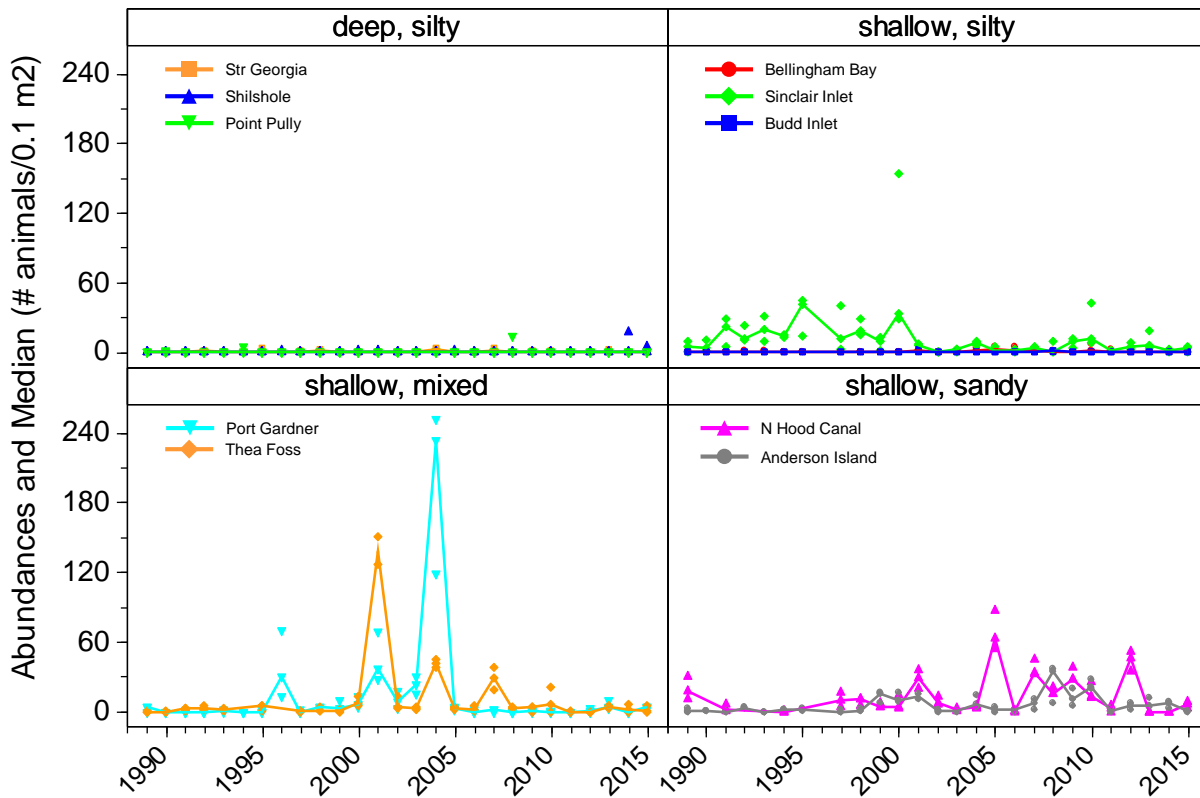 Abundances and Median (# animals/0.1 m2)
deep, silty
shallow, silty
240
180
120
60
0
Str Georgia
Shilshole
Point Pully
Bellingham Bay
Sinclair Inlet
Budd Inlet
shallow, mixed
shallow, sandy
240
180
120
60
0
Port Gardner
Thea Foss
N Hood Canal
Anderson Island
1990
1995
2000
2005
2010
2015
1990
1995
2000
2005
2010
2015